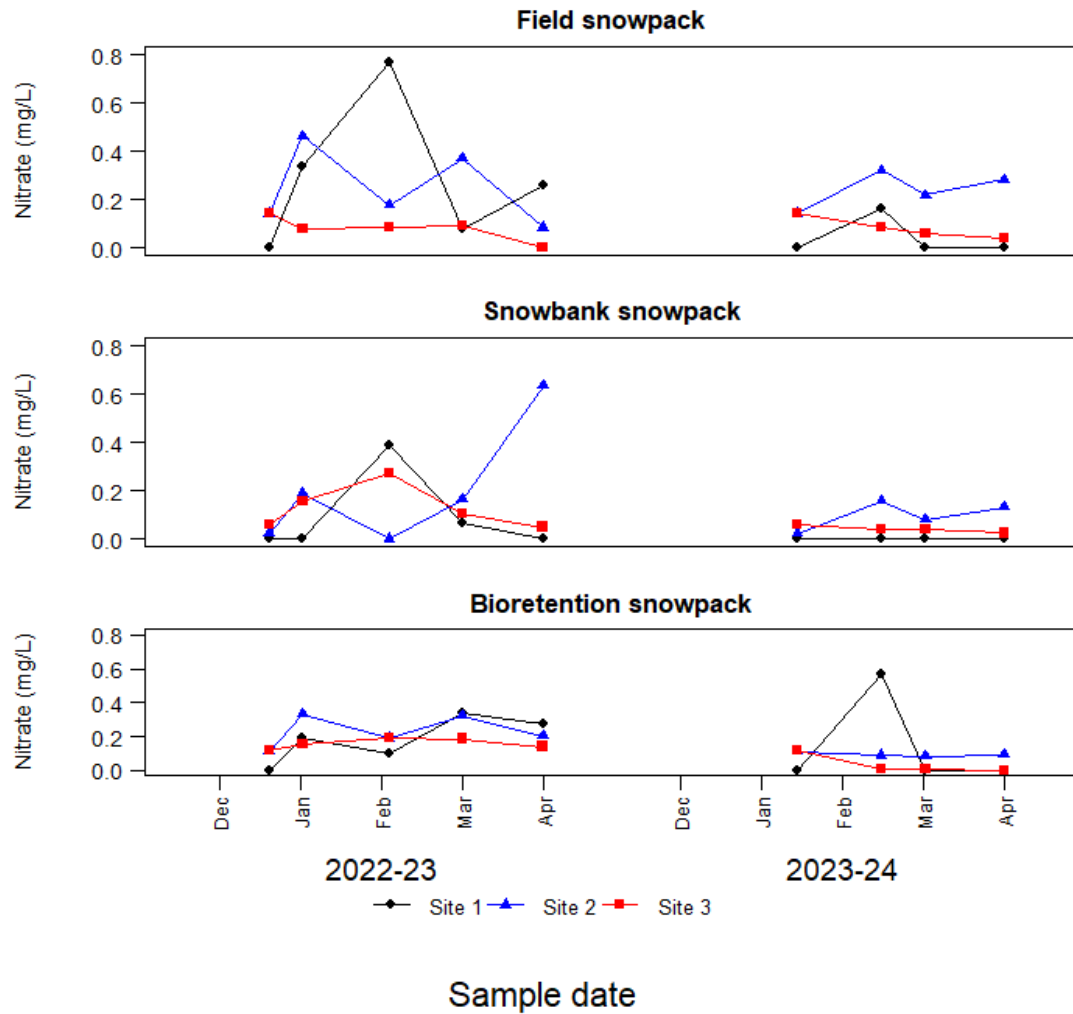 Field snowpack
Nitrate (mg/L)
0.8
0.6
0.4
0.2
0.0
Snowbank snowpack
Nitrate (mg/L)
0.8
0.6
0.4
0.2
0.0
Bioretention snowpack
Nitrate (mg/L)
0.8
0.6
0.4
0.2
0.0
Dec Jan Feb Mar Apr Dec Jan Feb Mar Apr
2022-23 2023-24
Site 1 Site 2 Site 3
Sample date